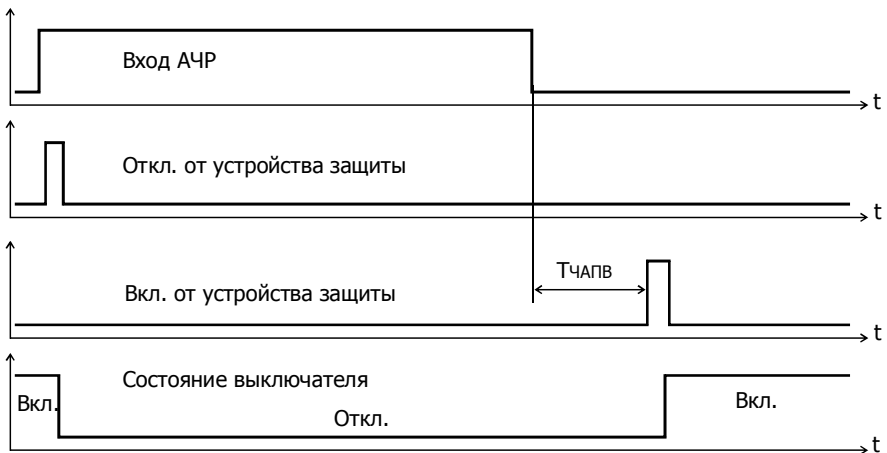 Вход АЧР
t
Откл. от устройства защиты
t
ТЧАПВ
Вкл. от устройства защиты
t
Состояние выключателя
Вкл.
Откл.
Вкл.
t